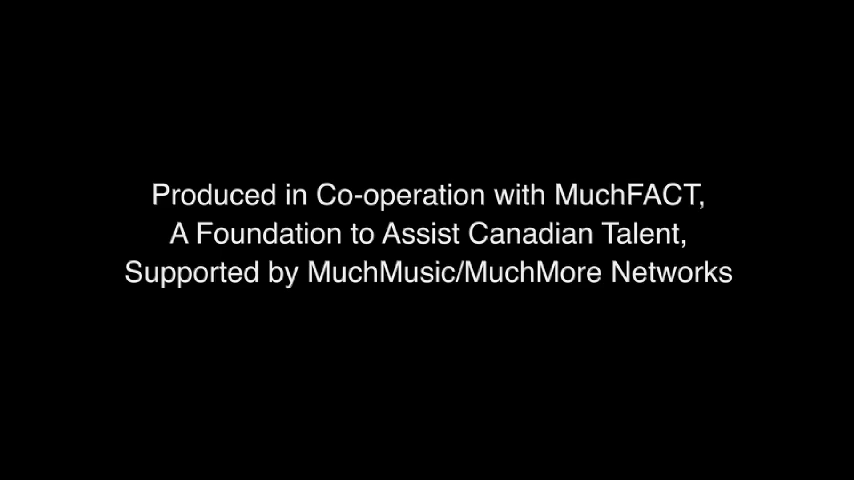 Produced in Co-operation with MuchFACT,
A Foundation to Assist Canadian Talent,
Supported by MuchMusic/MuchMore Networks